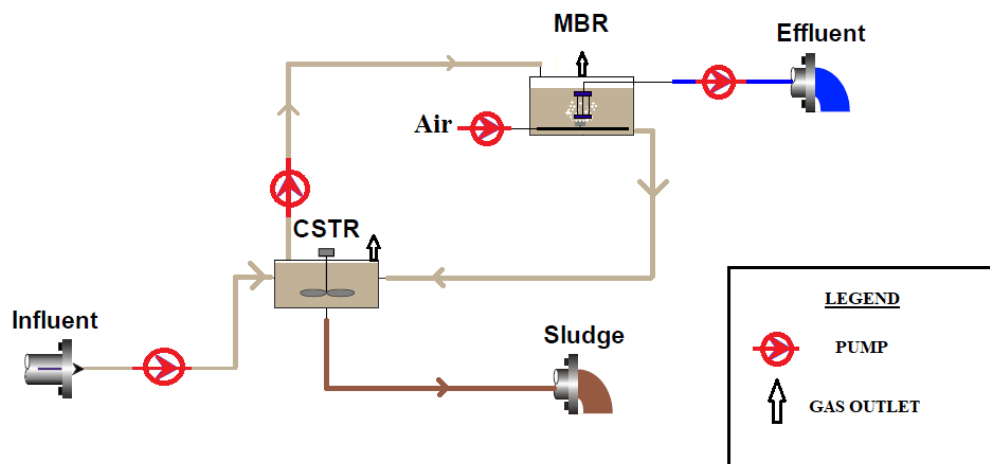 MBR
Effluent
Air
CSTR
Influent
Sludge
LEGEND
PUMP
GAS OUTLET